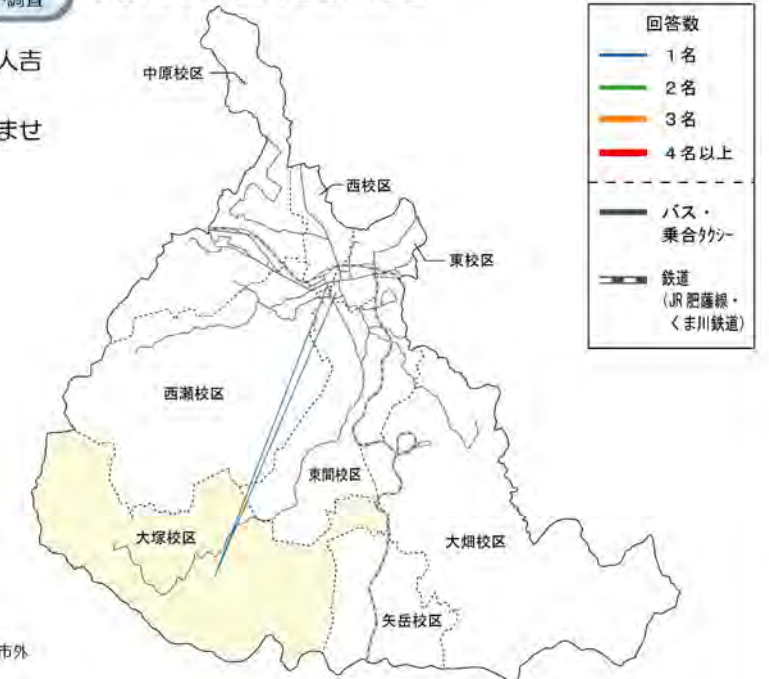 調査
人吉
ませ
中原校区
西校区
東校区
西瀬校区
東間校区
大塚校区
大畑校区
矢岳校区
市外
回答数
1名
2名
3名
4名以上
バス・
乗合タクシー
鉄道
(JR肥薩線・
くま川鉄道)